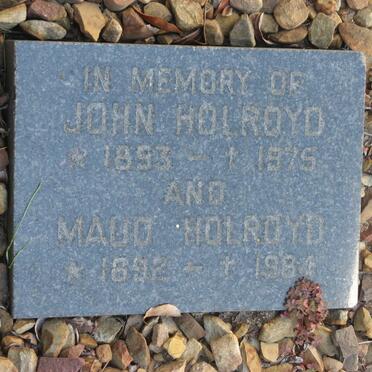 IN MEMORY OF
JOHN HOLROYD
* 1893 - † 1975
AND
MAUD HOLROYD
* 1892 - † 1984